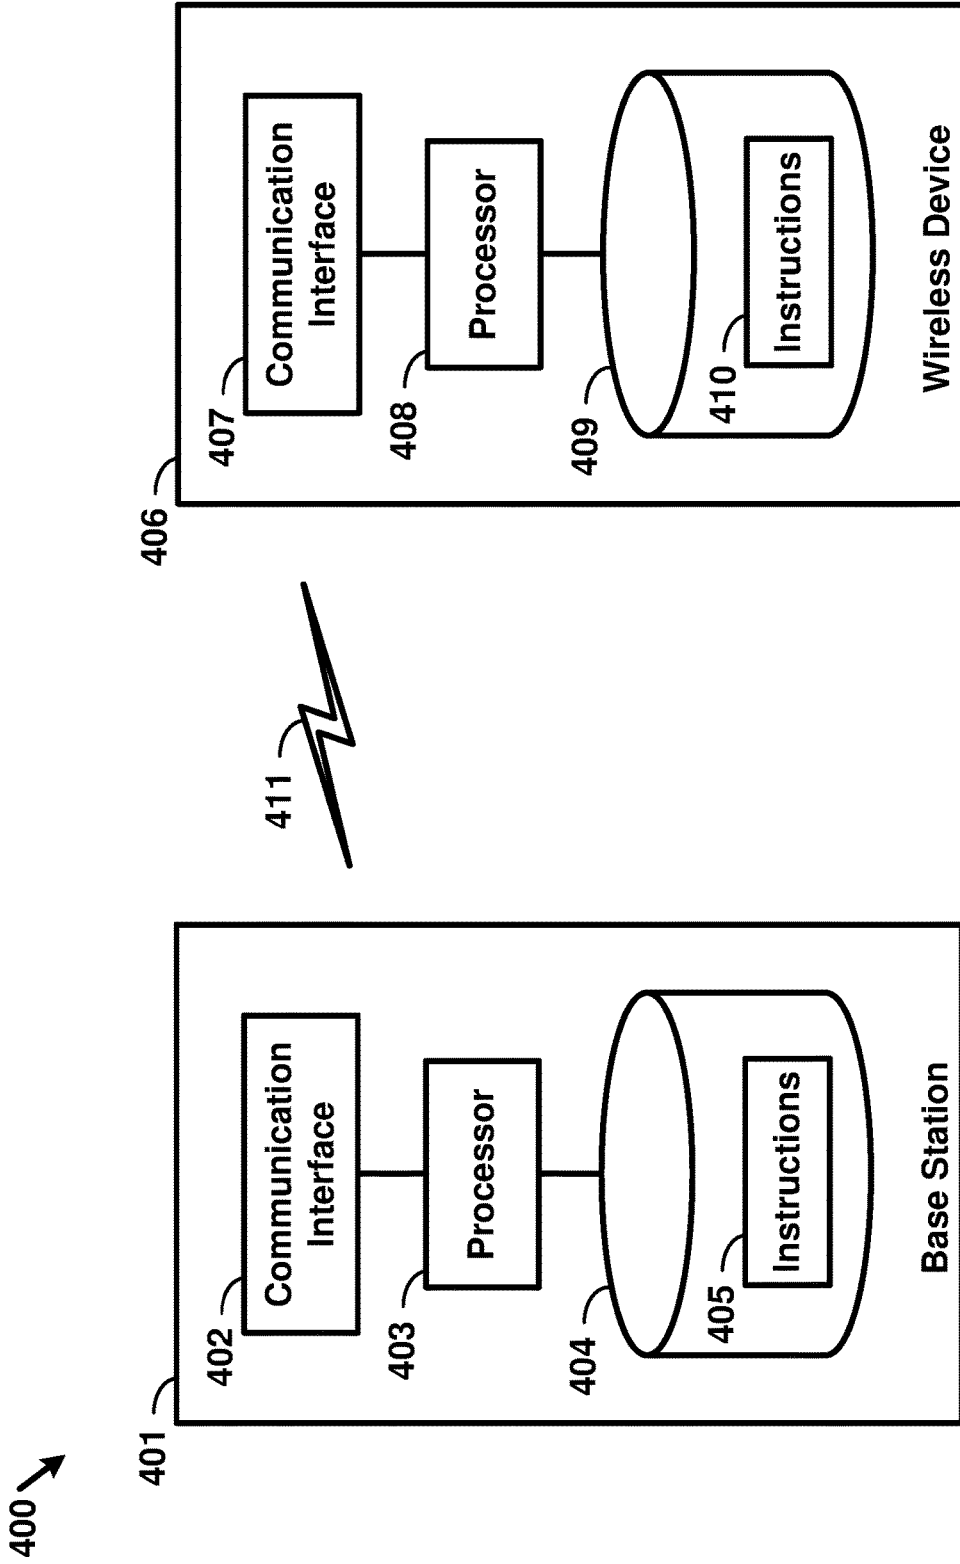 400
401
402
Communication
Interface
403
Processor
404
405
Instructions
Base Station
411
406
407
Communication
Interface
408
Processor
409
410
Instructions
Wireless Device